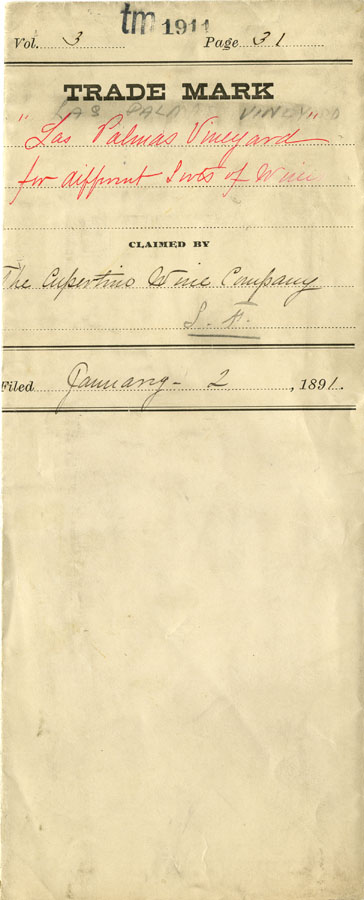 tm 1911
Vol. 3 Page 31
TRADE MARK
LAS PALMAS VINEYARD
"Las Palmas Vineyard"
for different Sorts of Wine
CLAIMED BY
The Cupertino Wine Company
S. F.
Filed January 2, 1891.